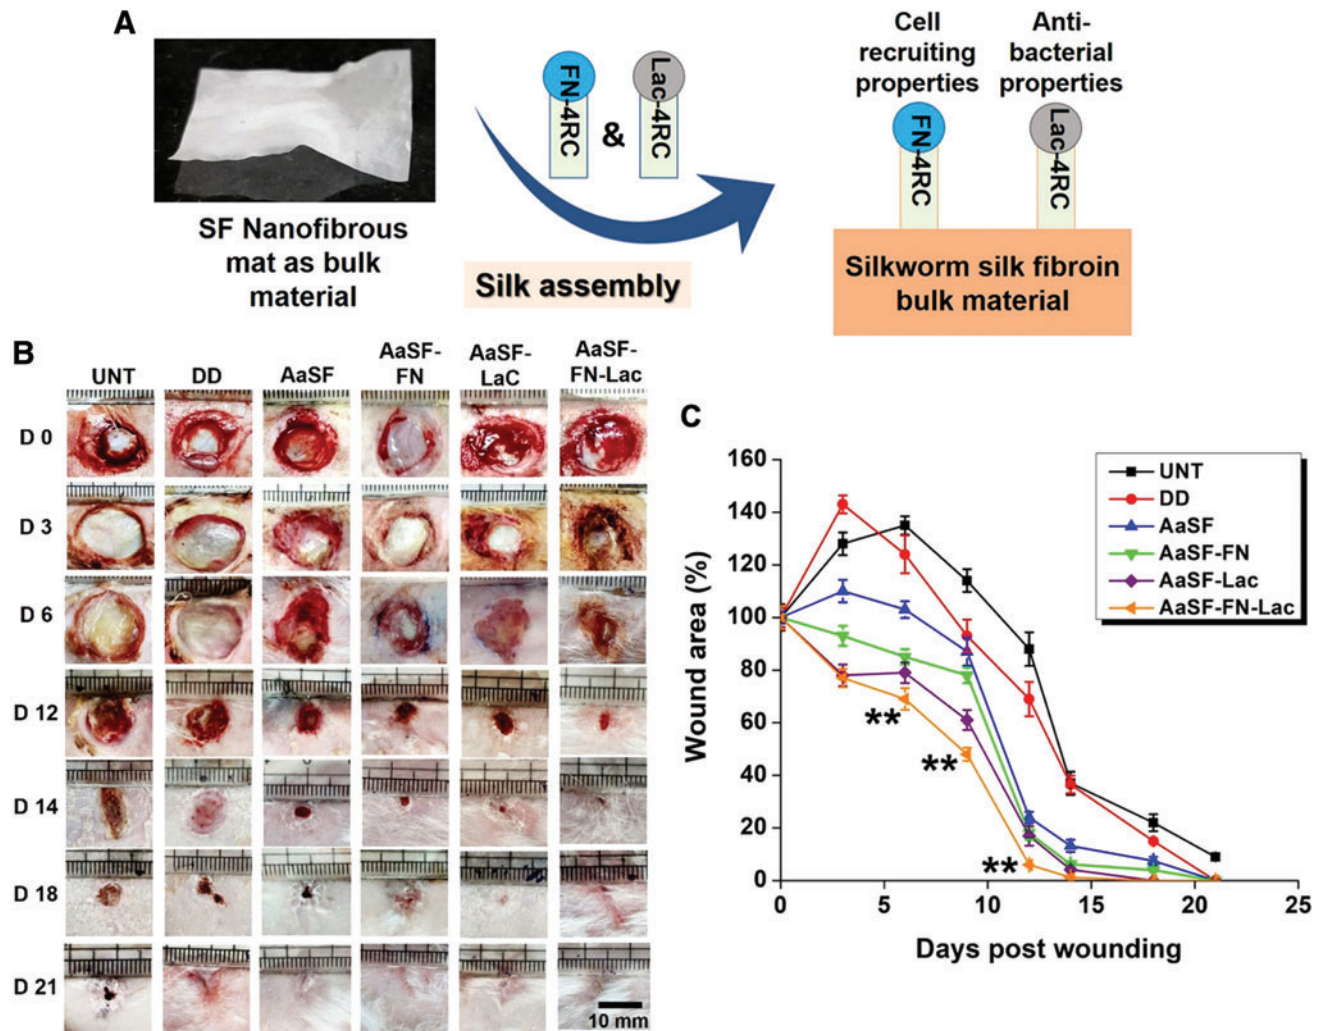 A
SF Nanofibrous
mat as bulk
material
FN-4RC
&
Lac-4RC
Silk assembly
Cell
recruiting
properties
Anti-
bacterial
properties
FN-4RC
Lac-4RC
Silkworm silk fibroin
bulk material
B
UNT
DD
AaSF
AaSF-
FN
AaSF-
LaC
AaSF-
FN-Lac
D 0
D 3
D 6
D 12
D 14
D 18
D 21
10 mm
C
Wound area (%)
160
140
120
100
80
60
40
20
0
0
5
10
15
20
25
Days post wounding
UNT
DD
AaSF
AaSF-FN
AaSF-Lac
AaSF-FN-Lac
**
**
**